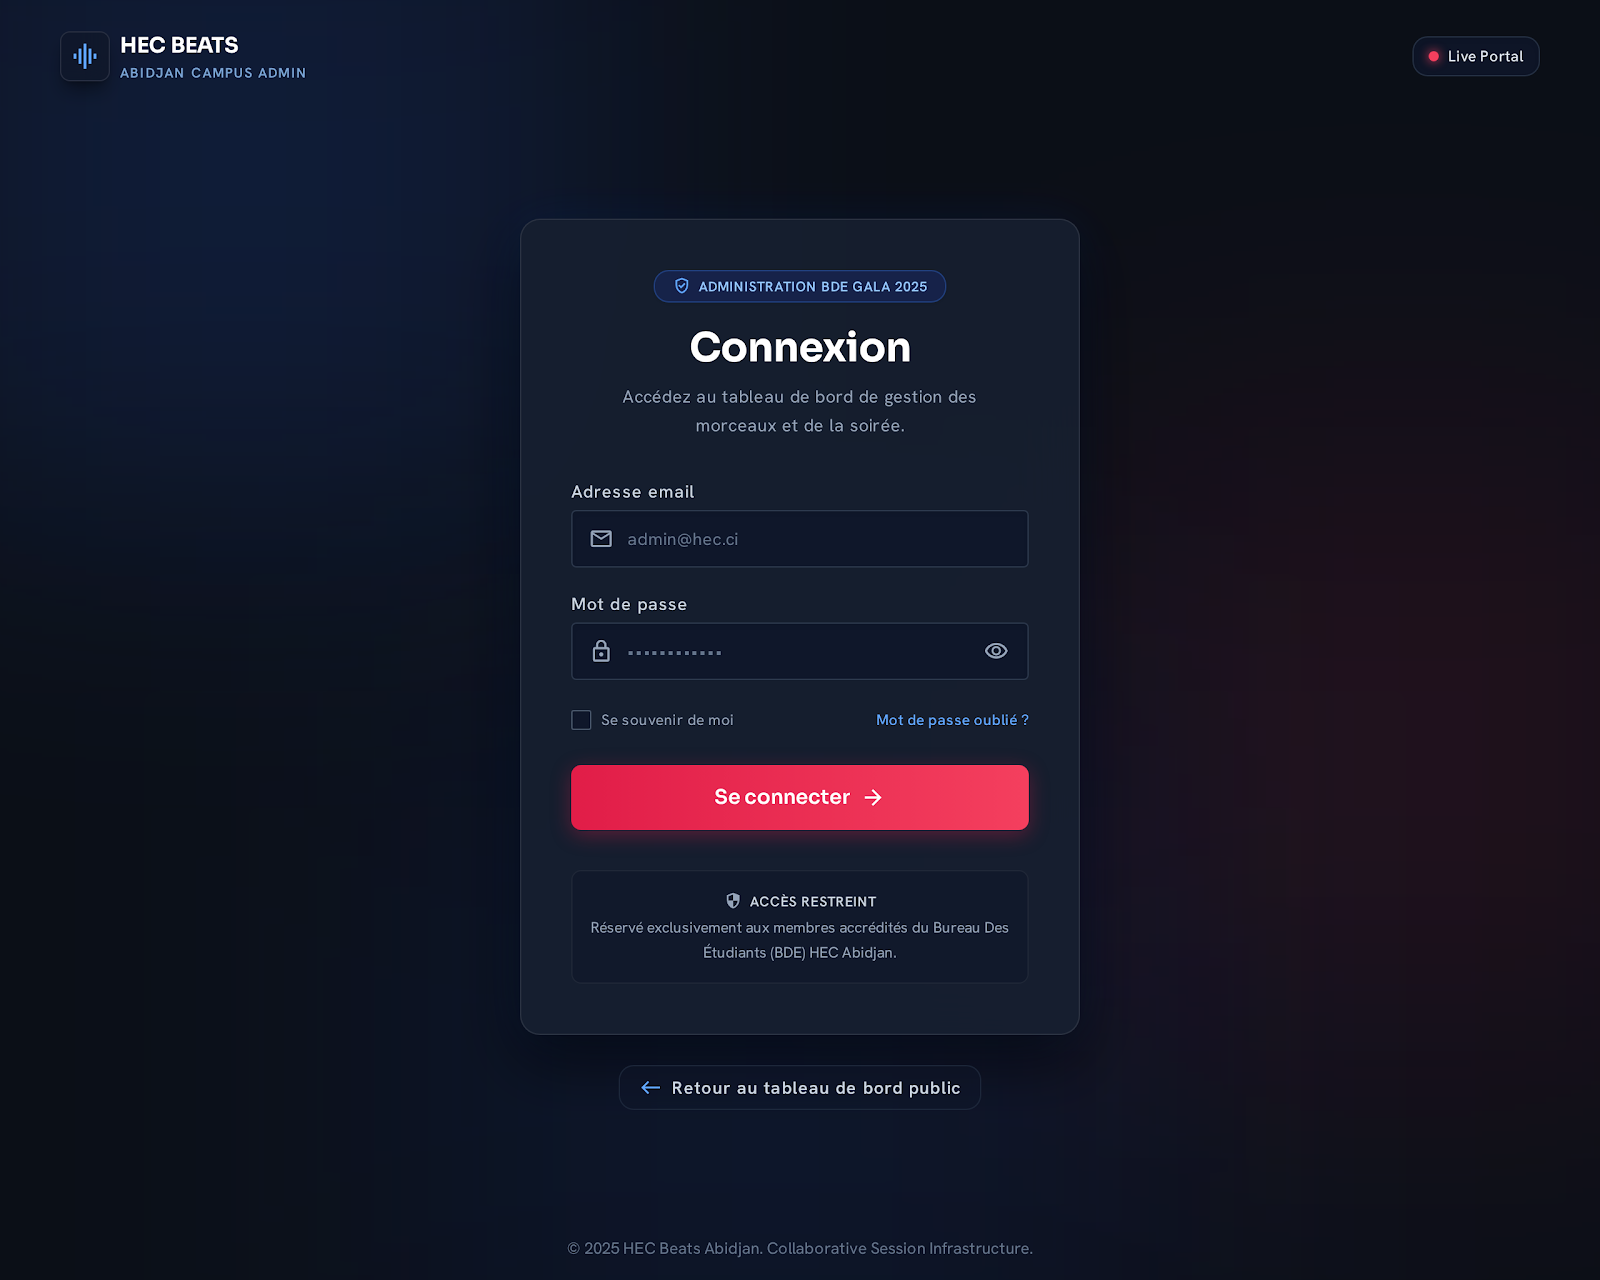 HEC BEATS
ABIDJAN CAMPUS ADMIN
Live Portal
ADMINISTRATION BDE GALA 2025
Connexion
Accédez au tableau de bord de gestion des
morceaux et de la soirée.
Adresse email
admin@hec.ci
Mot de passe
••••••••••••
Se souvenir de moi
Mot de passe oublié ?
Se connecter →
ACCÈS RESTREINT
Réservé exclusivement aux membres accrédités du Bureau Des
Étudiants (BDE) HEC Abidjan.
← Retour au tableau de bord public
© 2025 HEC Beats Abidjan. Collaborative Session Infrastructure.